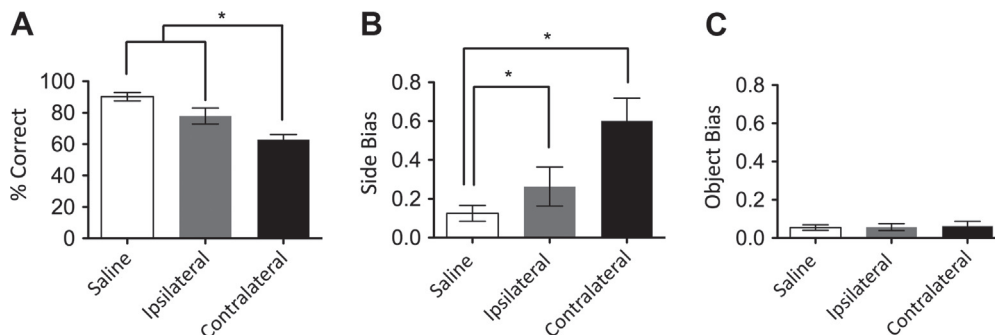 A
*
% Correct
100
80
60
40
20
0
Saline
Ipsilateral
Contralateral
B
*
*
Side Bias
0.8
0.6
0.4
0.2
0.0
Saline
Ipsilateral
Contralateral
C
Object Bias
0.8
0.6
0.4
0.2
0.0
Saline
Ipsilateral
Contralateral